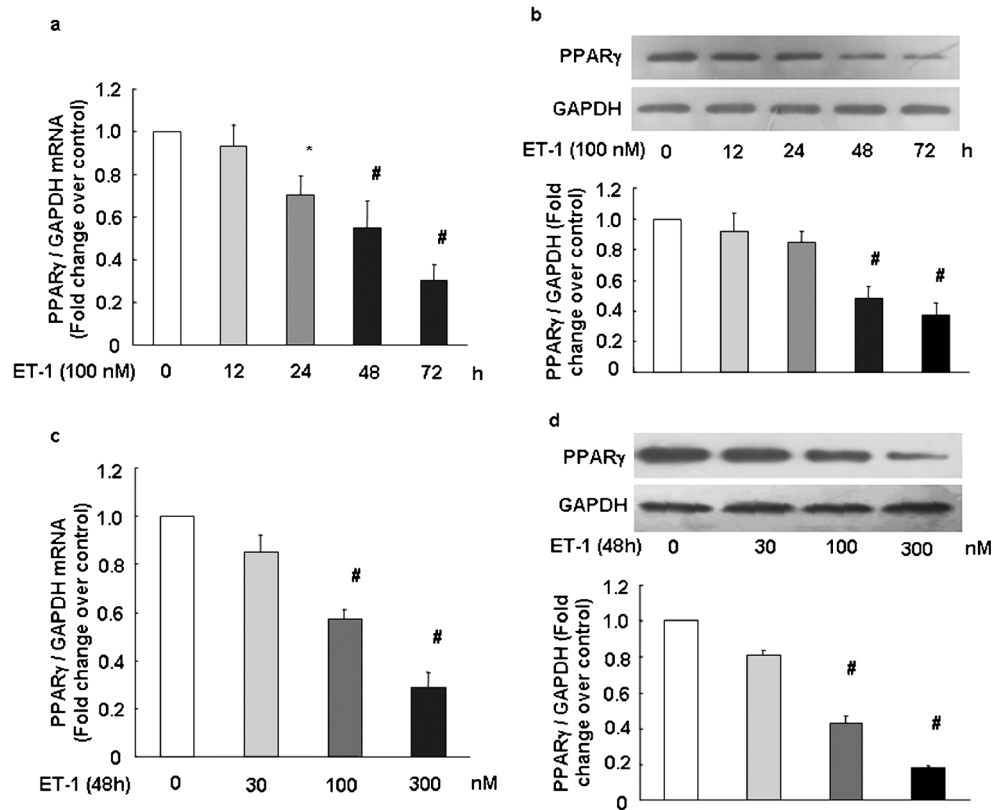 a
PPARγ / GAPDH mRNA
(Fold change over control)
1.2
1.0
0.8
0.6
0.4
0.2
0
*
#
#
ET-1 (100 nM) 0 12 24 48 72 h
b
PPARγ
GAPDH
ET-1 (100 nM) 0 12 24 48 72 h
PPARγ / GAPDH (Fold
change over control)
1.2
1.0
0.8
0.6
0.4
0.2
0
#
#
c
PPARγ / GAPDH mRNA
(Fold change over control)
1.2
1.0
0.8
0.6
0.4
0.2
0
#
#
ET-1 (48h) 0 30 100 300 nM
d
PPARγ
GAPDH
ET-1 (48h) 0 30 100 300 nM
PPARγ / GAPDH (Fold
change over control)
1.2
1.0
0.8
0.6
0.4
0.2
0
#
#